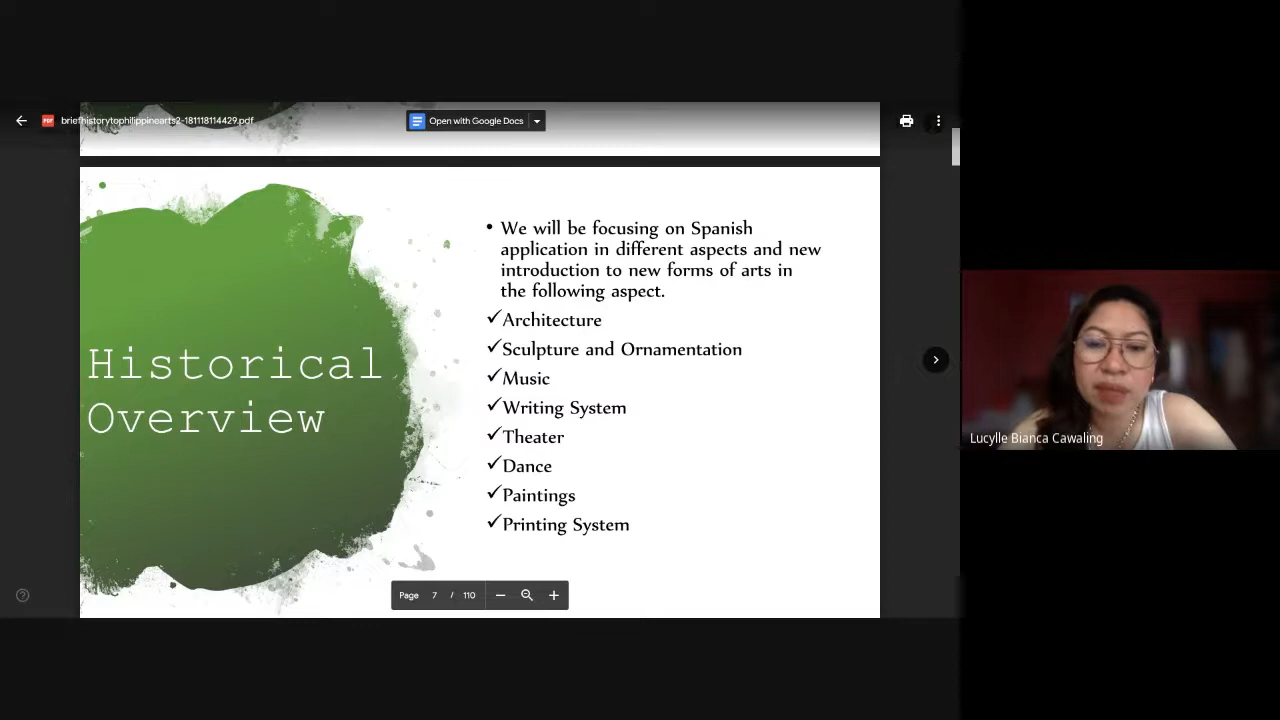 briefhistorytophilippinearts2-181118114429.pdf
Open with Google Docs
Historical
Overview
• We will be focusing on Spanish
application in different aspects and new
introduction to new forms of arts in
the following aspect.
✓Architecture
✓Sculpture and Ornamentation
✓Music
✓Writing System
✓Theater
✓Dance
✓Paintings
✓Printing System
Page 7 / 110
Lucylle Bianca Cawaling